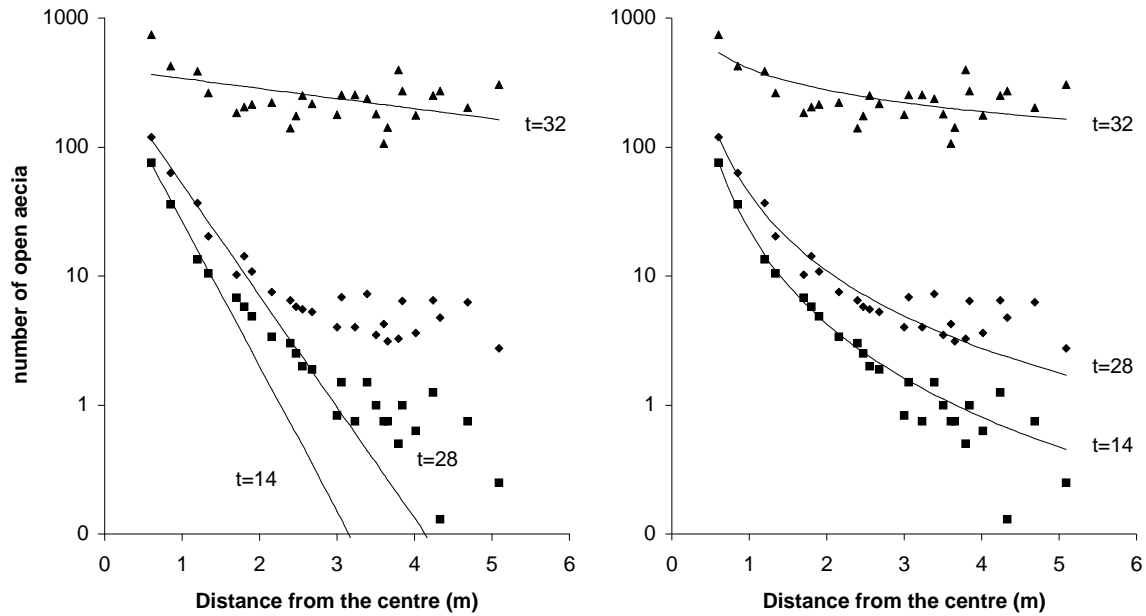 number of open aecia
1000
100
10
1
0
t=32
t=28
t=14
0 1 2 3 4 5 6
Distance from the centre (m)
1000
100
10
1
0
t=32
t=28
t=14
0 1 2 3 4 5 6
Distance from the centre (m)